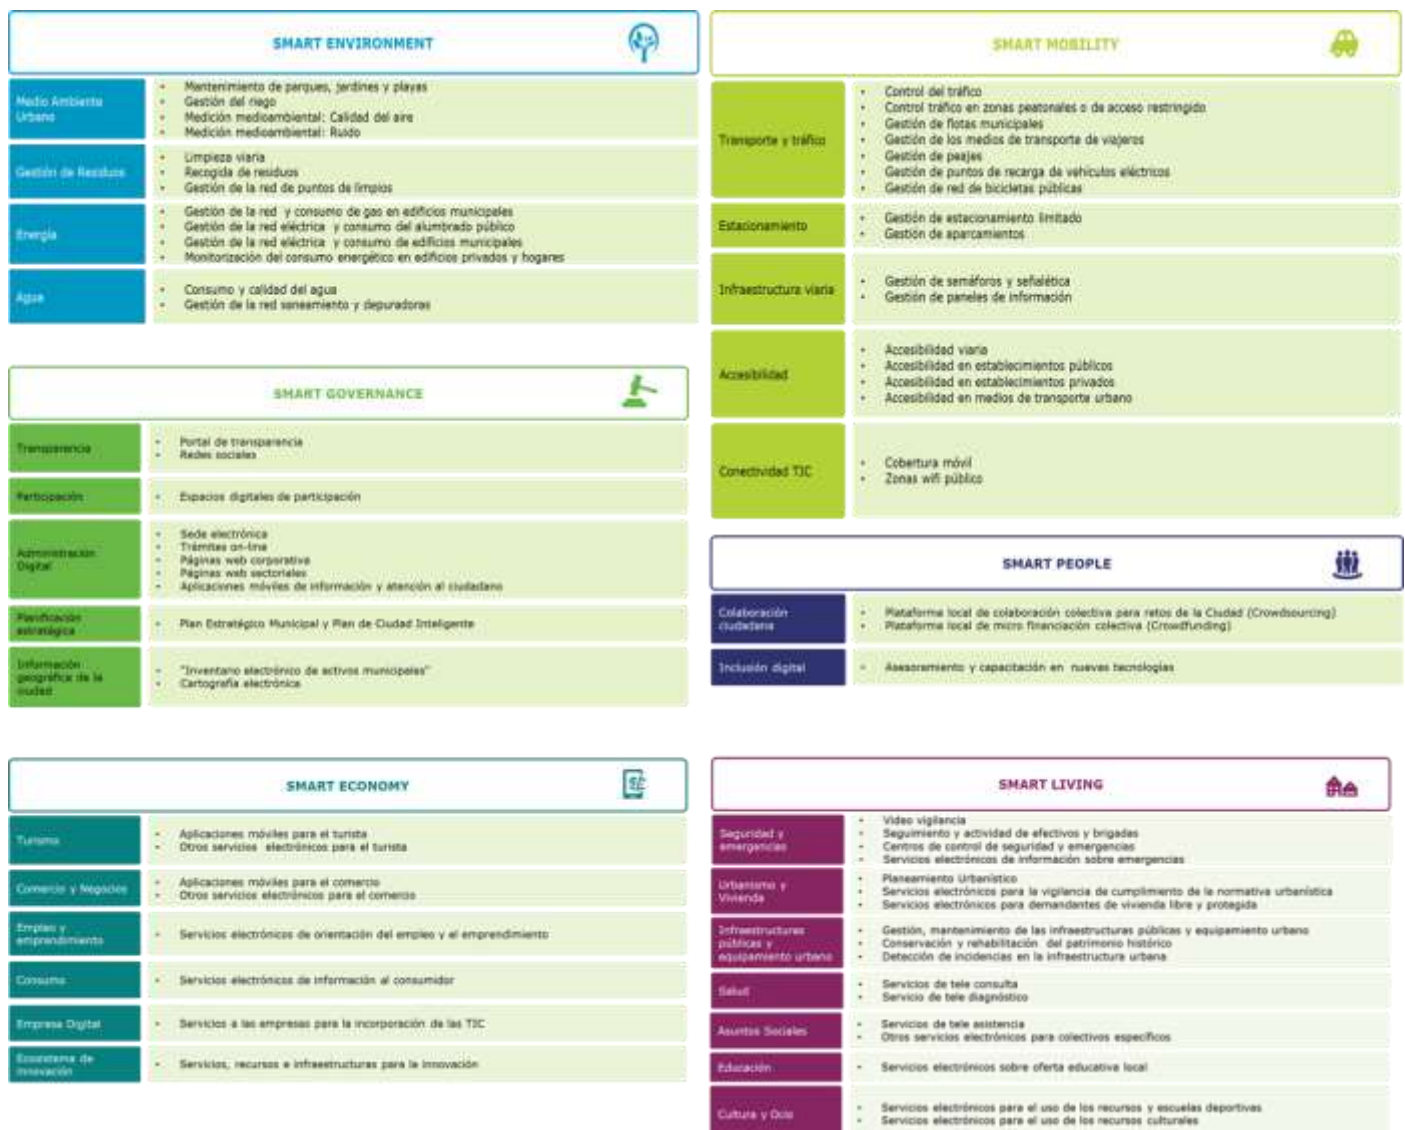 SMART ENVIRONMENT
Medio Ambiente
Urbano
• Mantenimiento de parques, jardines y playas
• Gestión del riego
• Medición medioambiental: Calidad del aire
• Medición medioambiental: Ruido
Gestión de Residuos
• Limpieza viaria
• Recogida de residuos
• Gestión de la red de puntos de limpios
Energía
• Gestión de la red y consumo de gas en edificios municipales
• Gestión de la red eléctrica y consumo del alumbrado público
• Gestión de la red eléctrica y consumo de edificios municipales
• Monitorización del consumo energético en edificios privados y hogares
Agua
• Consumo y calidad del agua
• Gestión de la red saneamiento y depuradoras
SMART MOBILITY
Transporte y tráfico
• Control del tráfico
• Control tráfico en zonas peatonales o de acceso restringido
• Gestión de flotas municipales
• Gestión de los medios de transporte de viajeros
• Gestión de peajes
• Gestión de puntos de recarga de vehículos eléctricos
• Gestión de red de bicicletas públicas
Estacionamiento
• Gestión de estacionamiento limitado
• Gestión de aparcamientos
Infraestructura viaria
• Gestión de semáforos y señalética
• Gestión de paneles de información
Accesibilidad
• Accesibilidad viaria
• Accesibilidad en establecimientos públicos
• Accesibilidad en establecimientos privados
• Accesibilidad en medios de transporte urbano
Conectividad TIC
• Cobertura móvil
• Zonas wifi público
SMART GOVERNANCE
Transparencia
• Portal de transparencia
• Redes sociales
Participación
• Espacios digitales de participación
Administración
Digital
• Sede electrónica
• Trámites on-line
• Páginas web corporativa
• Páginas web sectoriales
• Aplicaciones móviles de información y atención al ciudadano
Planificación
estratégica
• Plan Estratégico Municipal y Plan de Ciudad Inteligente
Información
geográfica de la
ciudad
• "Inventario electrónico de activos municipales"
• Cartografía electrónica
SMART PEOPLE
Colaboración
ciudadana
• Plataforma local de colaboración colectiva para retos de la Ciudad (Crowdsourcing)
• Plataforma local de micro financiación colectiva (Crowdfunding)
Inclusión digital
• Asesoramiento y capacitación en nuevas tecnologías
SMART ECONOMY
Turismo
• Aplicaciones móviles para el turista
• Otros servicios electrónicos para el turista
Comercio y Negocios
• Aplicaciones móviles para el comercio
• Otros servicios electrónicos para el comercio
Empleo y
emprendimiento
• Servicios electrónicos de orientación del empleo y el emprendimiento
Consumo
• Servicios electrónicos de información al consumidor
Empresa Digital
• Servicios a las empresas para la incorporación de las TIC
Ecosistema de
innovación
• Servicios, recursos e infraestructuras para la innovación
SMART LIVING
Seguridad y
emergencias
• Video vigilancia
• Seguimiento y actividad de efectivos y brigadas
• Centros de control de seguridad y emergencias
• Servicios electrónicos de información sobre emergencias
Urbanismo y
Vivienda
• Planeamiento Urbanístico
• Servicios electrónicos para la vigilancia de cumplimiento de la normativa urbanística
• Servicios electrónicos para demandantes de vivienda libre y protegida
Infraestructuras
públicas y
equipamiento urbano
• Gestión, mantenimiento de las infraestructuras públicas y equipamiento urbano
• Conservación y rehabilitación del patrimonio histórico
• Detección de incidencias en la infraestructura urbana
Salud
• Servicios de tele consulta
• Servicio de tele diagnóstico
Asuntos Sociales
• Servicios de tele asistencia
• Otros servicios electrónicos para colectivos específicos
Educación
• Servicios electrónicos sobre oferta educativa local
Cultura y Ocio
• Servicios electrónicos para el uso de los recursos y escuelas deportivas
• Servicios electrónicos para el uso de los recursos culturales